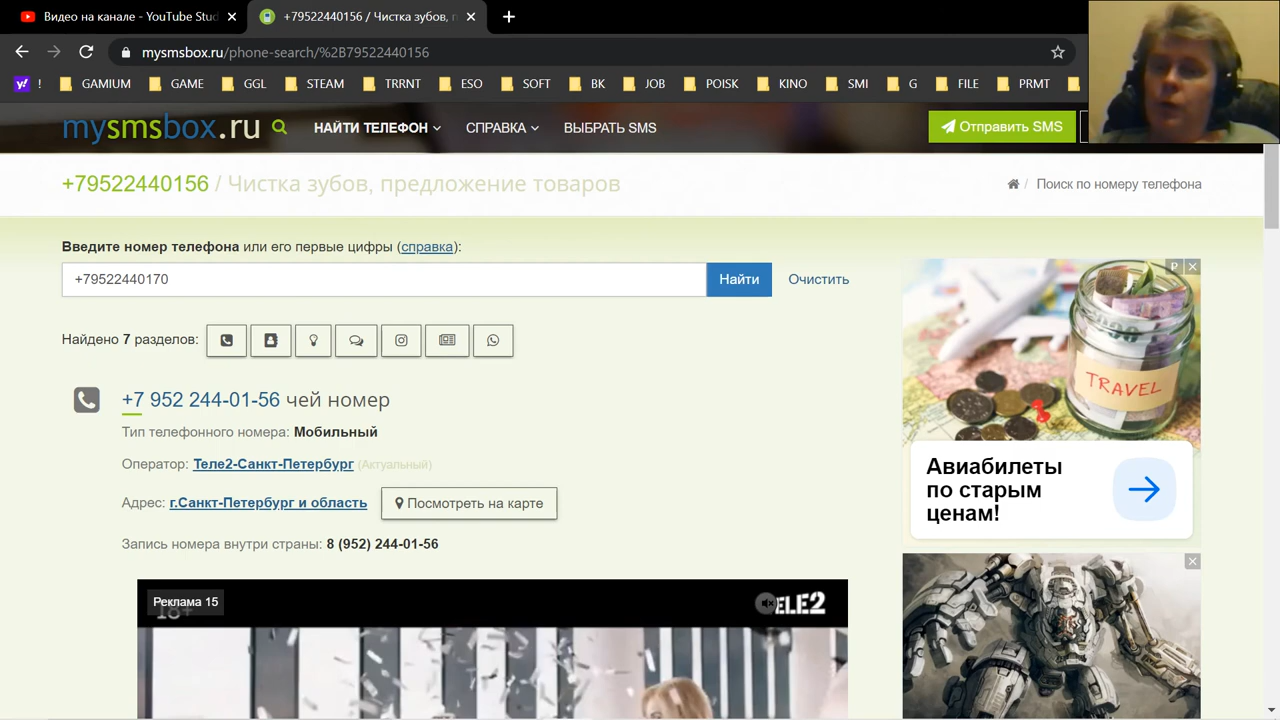 Видео на канале - YouTube Stud
+79522440156 / Чистка зубов, п
mysmsbox.ru/phone-search/%2B79522440156
!
GAMIUM
GAME
GGL
STEAM
TRRNT
ESO
SOFT
BK
JOB
POISK
KINO
SMI
G
FILE
PRMT
mysmsbox.ru
НАЙТИ ТЕЛЕФОН
СПРАВКА
ВЫБРАТЬ SMS
Отправить SMS
+79522440156 / Чистка зубов, предложение товаров
/ Поиск по номеру телефона
Введите номер телефона или его первые цифры (справка):
+79522440170
Найти
Очистить
Найдено 7 разделов:
+7 952 244-01-56 чей номер
Тип телефонного номера: Мобильный
Оператор: Теле2-Санкт-Петербург (Актуальный)
Адрес: г.Санкт-Петербург и область
Посмотреть на карте
Запись номера внутри страны: 8 (952) 244-01-56
Реклама 15
18+
TELE2
TRAVEL
Авиабилеты
по старым
ценам!